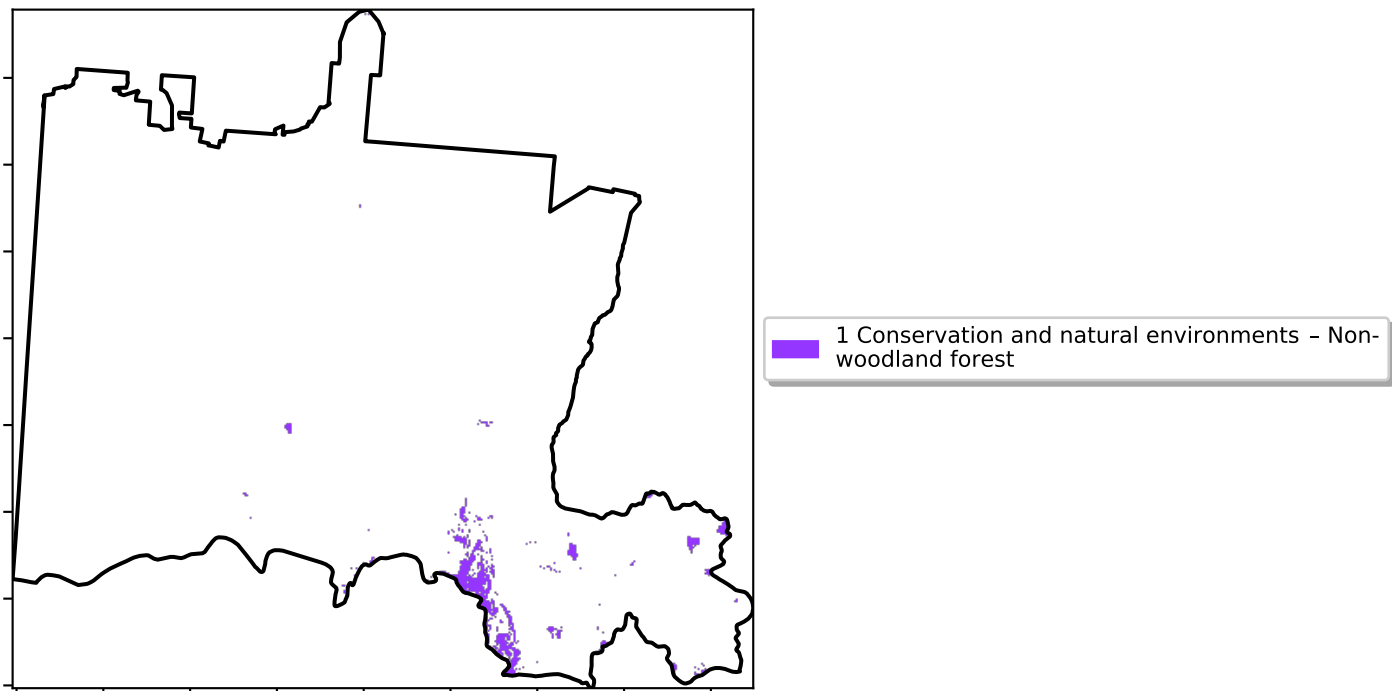 1 Conservation and natural environments – Non-
woodland forest